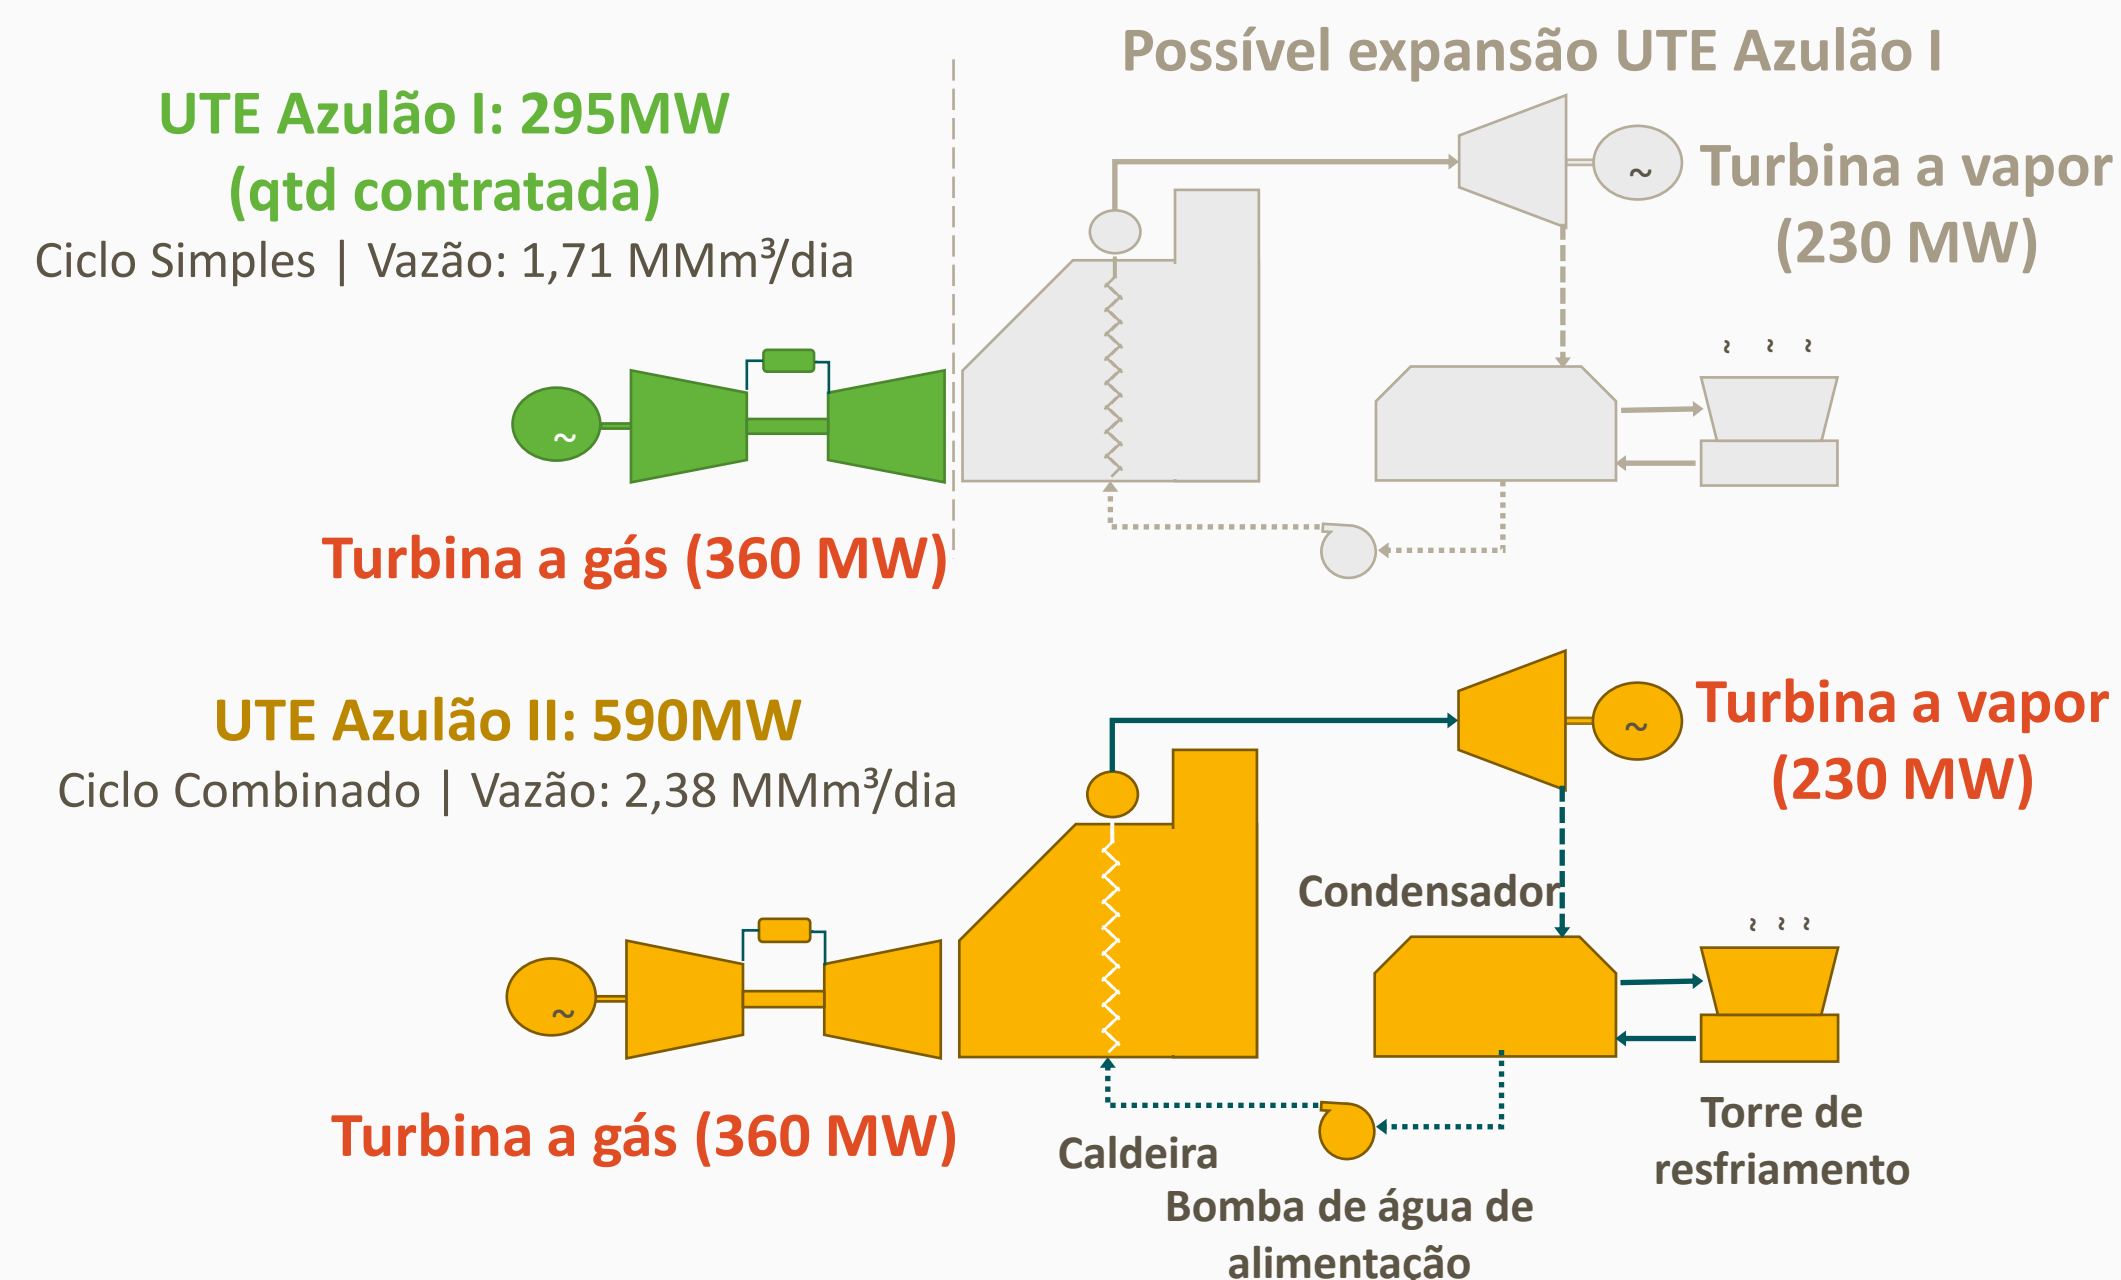 Possível expansão UTE Azulão I
UTE Azulão I: 295MW
(qtd contratada)
Ciclo Simples | Vazão: 1,71 MMm³/dia
Turbina a vapor
(230 MW)
~
~
Turbina a gás (360 MW)
UTE Azulão II: 590MW
Ciclo Combinado | Vazão: 2,38 MMm³/dia
Turbina a vapor
(230 MW)
~
Condensador
~
Turbina a gás (360 MW)
Caldeira
Torre de
resfriamento
Bomba de água de
alimentação